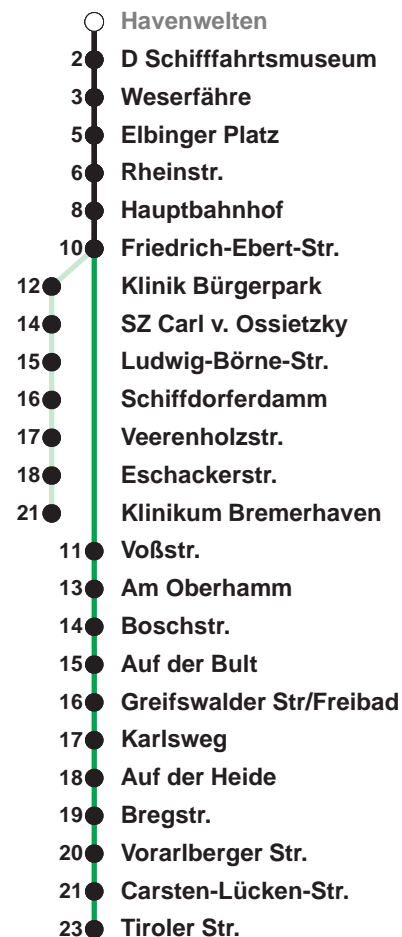 Havenwelten
2 D Schifffahrtsmuseum
3 Weserfähre
5 Elbinger Platz
6 Rheinstr.
8 Hauptbahnhof
10 Friedrich-Ebert-Str.
12 Klinik Bürgerpark
14 SZ Carl v. Ossietzky
15 Ludwig-Börne-Str.
16 Schiffdorferdamm
17 Veerenholzstr.
18 Eschackerstr.
21 Klinikum Bremerhaven
11 Voßstr.
13 Am Oberhamm
14 Boschstr.
15 Auf der Bult
16 Greifswalder Str/Freibad
17 Karlsweg
18 Auf der Heide
19 Bregstr.
20 Vorarlberger Str.
21 Carsten-Lücken-Str.
23 Tiroler Str.